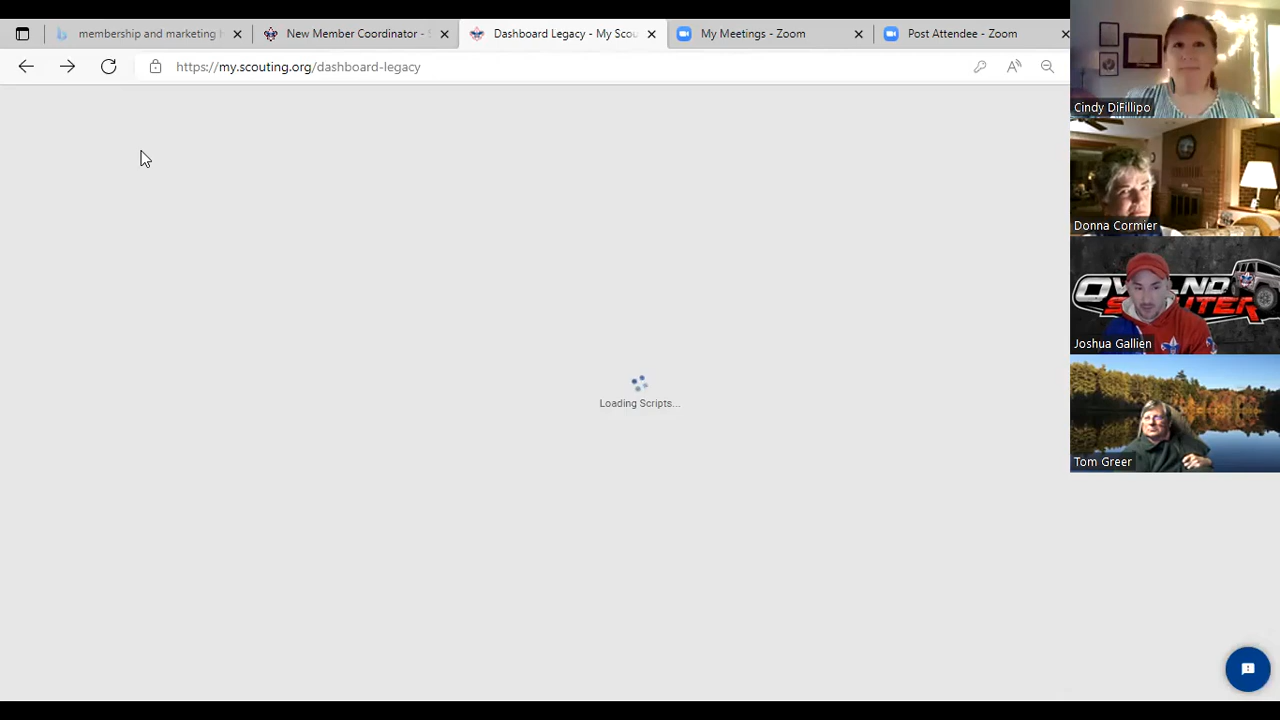 membership and marketing
New Member Coordinator -
Dashboard Legacy - My Scou
My Meetings - Zoom
Post Attendee - Zoom
https://my.scouting.org/dashboard-legacy
Loading Scripts...
Cindy DiFillipo
Donna Cormier
Joshua Gallien
Tom Greer